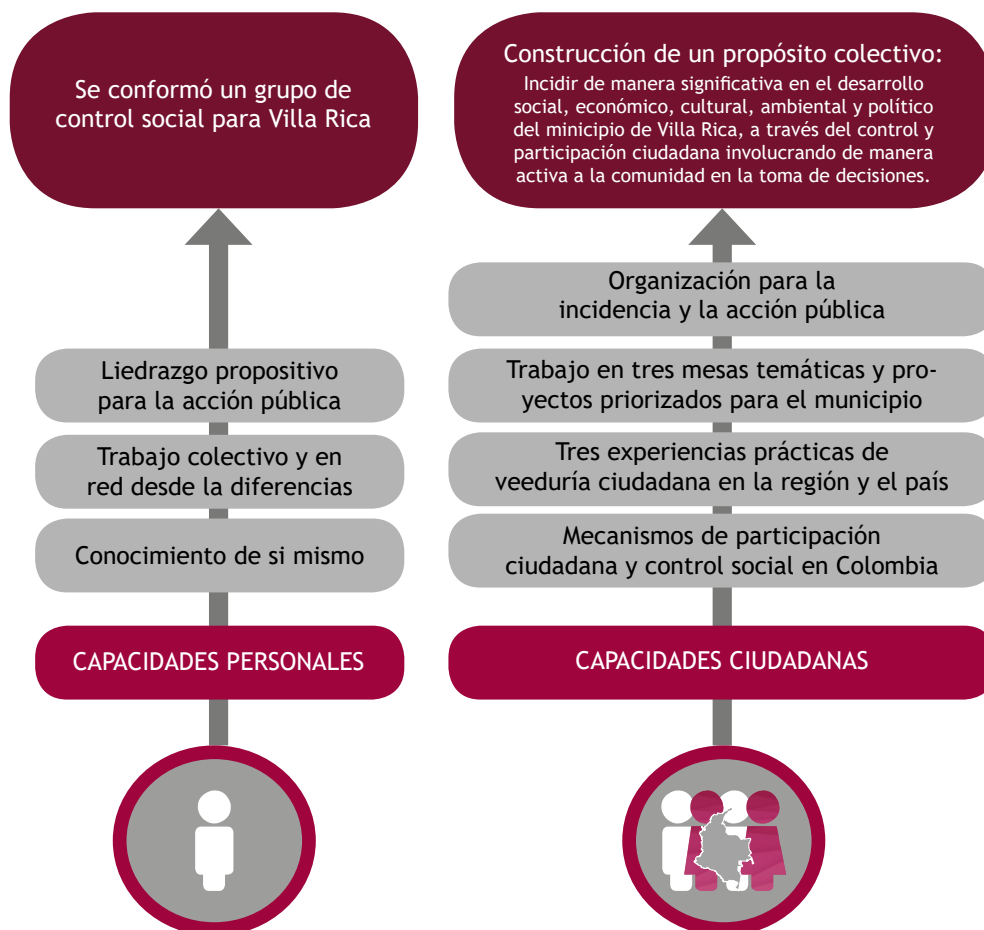 Se conformó un grupo de
control social para Villa Rica
Liedrazgo propositivo
para la acción pública
Trabajo colectivo y en
red desde la diferencias
Conocimiento de si mismo
CAPACIDADES PERSONALES
Construcción de un propósito colectivo:
Incidir de manera significativa en el desarrollo
social, económico, cultural, ambiental y político
del minicipio de Villa Rica, a través del control y
participación ciudadana involucrando de manera
activa a la comunidad en la toma de decisiones.
Organización para la
incidencia y la acción pública
Trabajo en tres mesas temáticas y pro-
yectos priorizados para el municipio
Tres experiencias prácticas de
veeduría ciudadana en la región y el país
Mecanismos de participación
ciudadana y control social en Colombia
CAPACIDADES CIUDADANAS